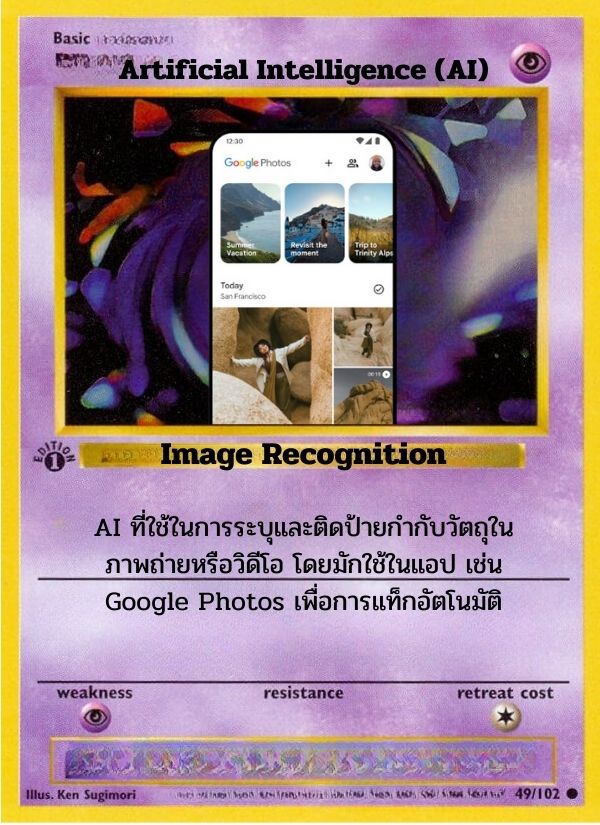 Basic
Artificial Intelligence (AI)
12:30
Google Photos
Summer
Vacation
Revisit the
moment
Trip to
Trinity Alps
Today
San Francisco
00:15
EDITION
1
Image Recognition
AI ที่ใช้ในการระบุและติดป้ายกำกับวัตถุใน
ภาพถ่ายหรือวิดีโอ โดยมักใช้ในแอป เช่น
Google Photos เพื่อการแท็กอัตโนมัติ
weakness
resistance
retreat cost
Illus. Ken Sugimori
49/102